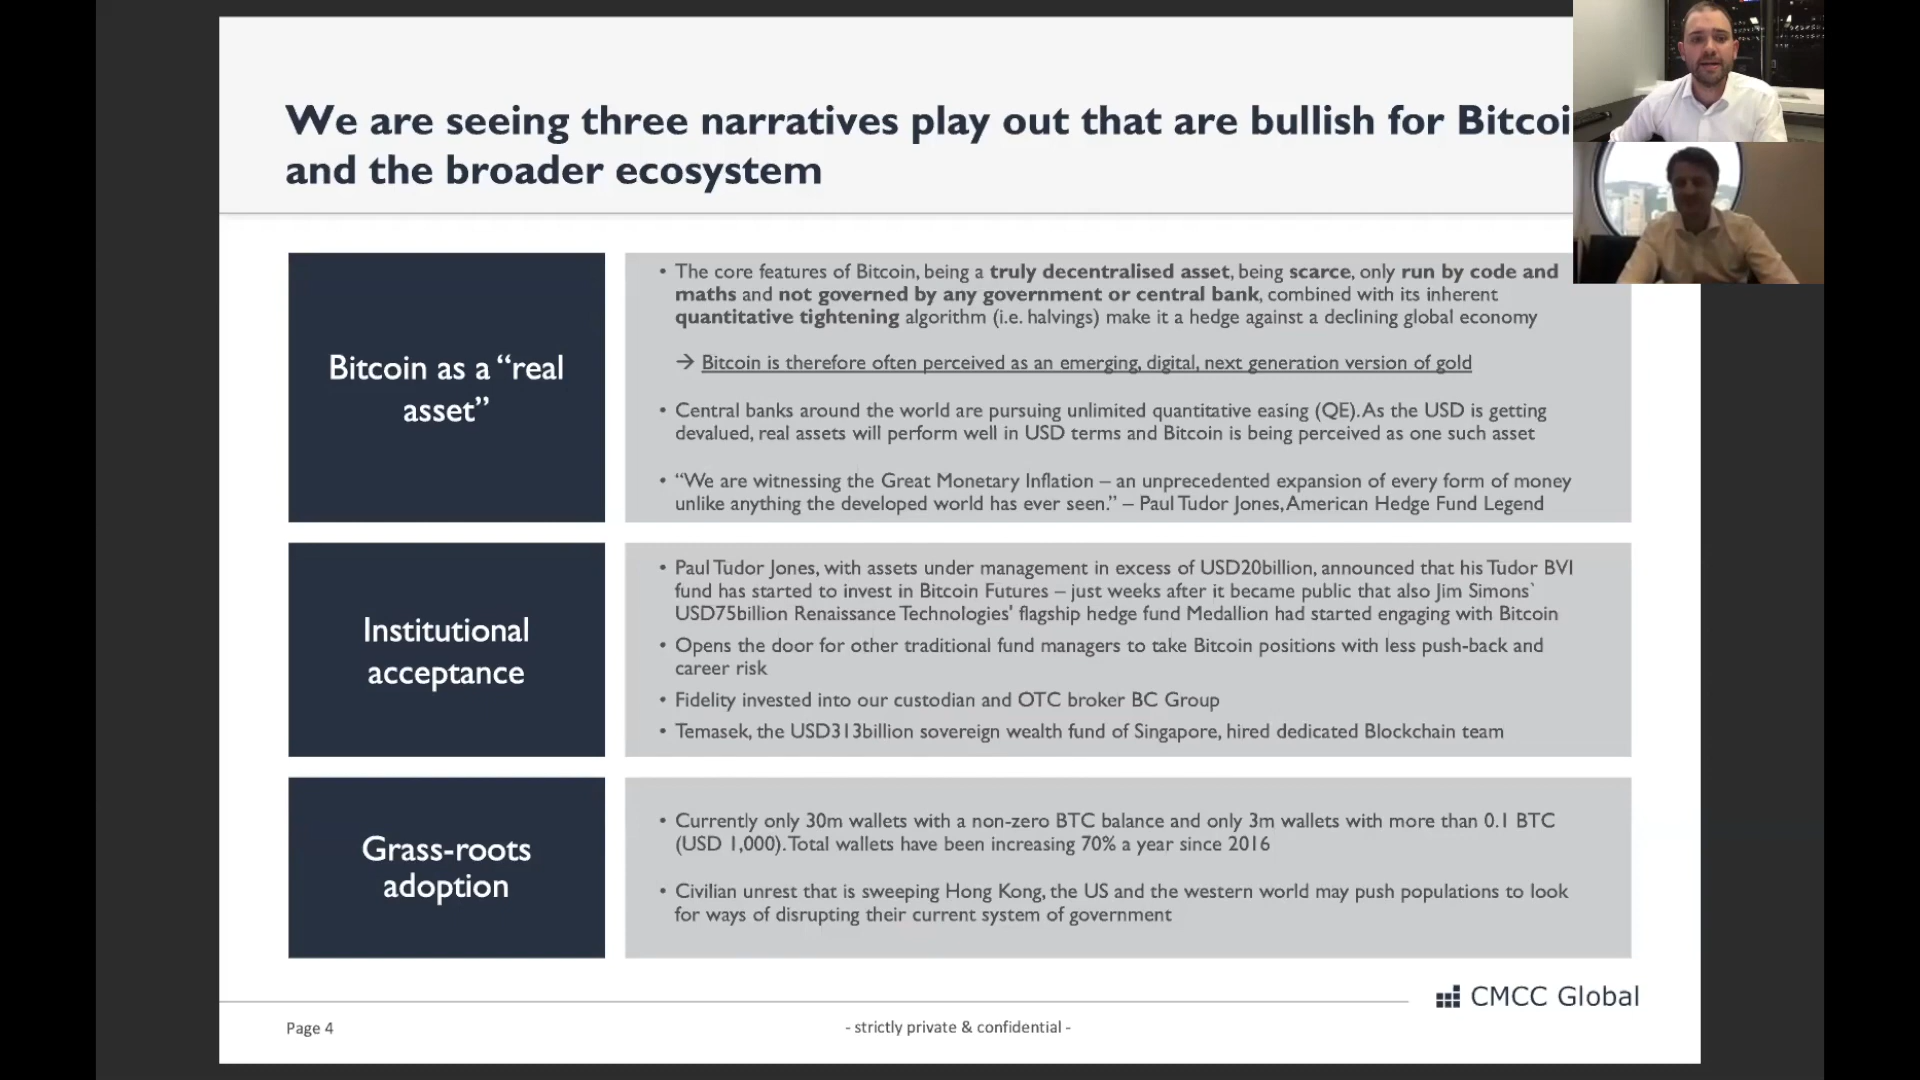 We are seeing three narratives play out that are bullish for Bitcoi
and the broader ecosystem
Bitcoin as a “real
asset”
• The core features of Bitcoin, being a truly decentralised asset, being scarce, only run by code and
maths and not governed by any government or central bank, combined with its inherent
quantitative tightening algorithm (i.e. halvings) make it a hedge against a declining global economy
→ Bitcoin is therefore often perceived as an emerging, digital, next generation version of gold
• Central banks around the world are pursuing unlimited quantitative easing (QE). As the USD is getting
devalued, real assets will perform well in USD terms and Bitcoin is being perceived as one such asset
• “We are witnessing the Great Monetary Inflation – an unprecedented expansion of every form of money
unlike anything the developed world has ever seen.” – Paul Tudor Jones, American Hedge Fund Legend
Institutional
acceptance
• Paul Tudor Jones, with assets under management in excess of USD20billion, announced that his Tudor BVI
fund has started to invest in Bitcoin Futures – just weeks after it became public that also Jim Simons`
USD75billion Renaissance Technologies' flagship hedge fund Medallion had started engaging with Bitcoin
• Opens the door for other traditional fund managers to take Bitcoin positions with less push-back and
career risk
• Fidelity invested into our custodian and OTC broker BC Group
• Temasek, the USD313billion sovereign wealth fund of Singapore, hired dedicated Blockchain team
Grass-roots
adoption
• Currently only 30m wallets with a non-zero BTC balance and only 3m wallets with more than 0.1 BTC
(USD 1,000). Total wallets have been increasing 70% a year since 2016
• Civilian unrest that is sweeping Hong Kong, the US and the western world may push populations to look
for ways of disrupting their current system of government
CMCC Global
Page 4
- strictly private & confidential -